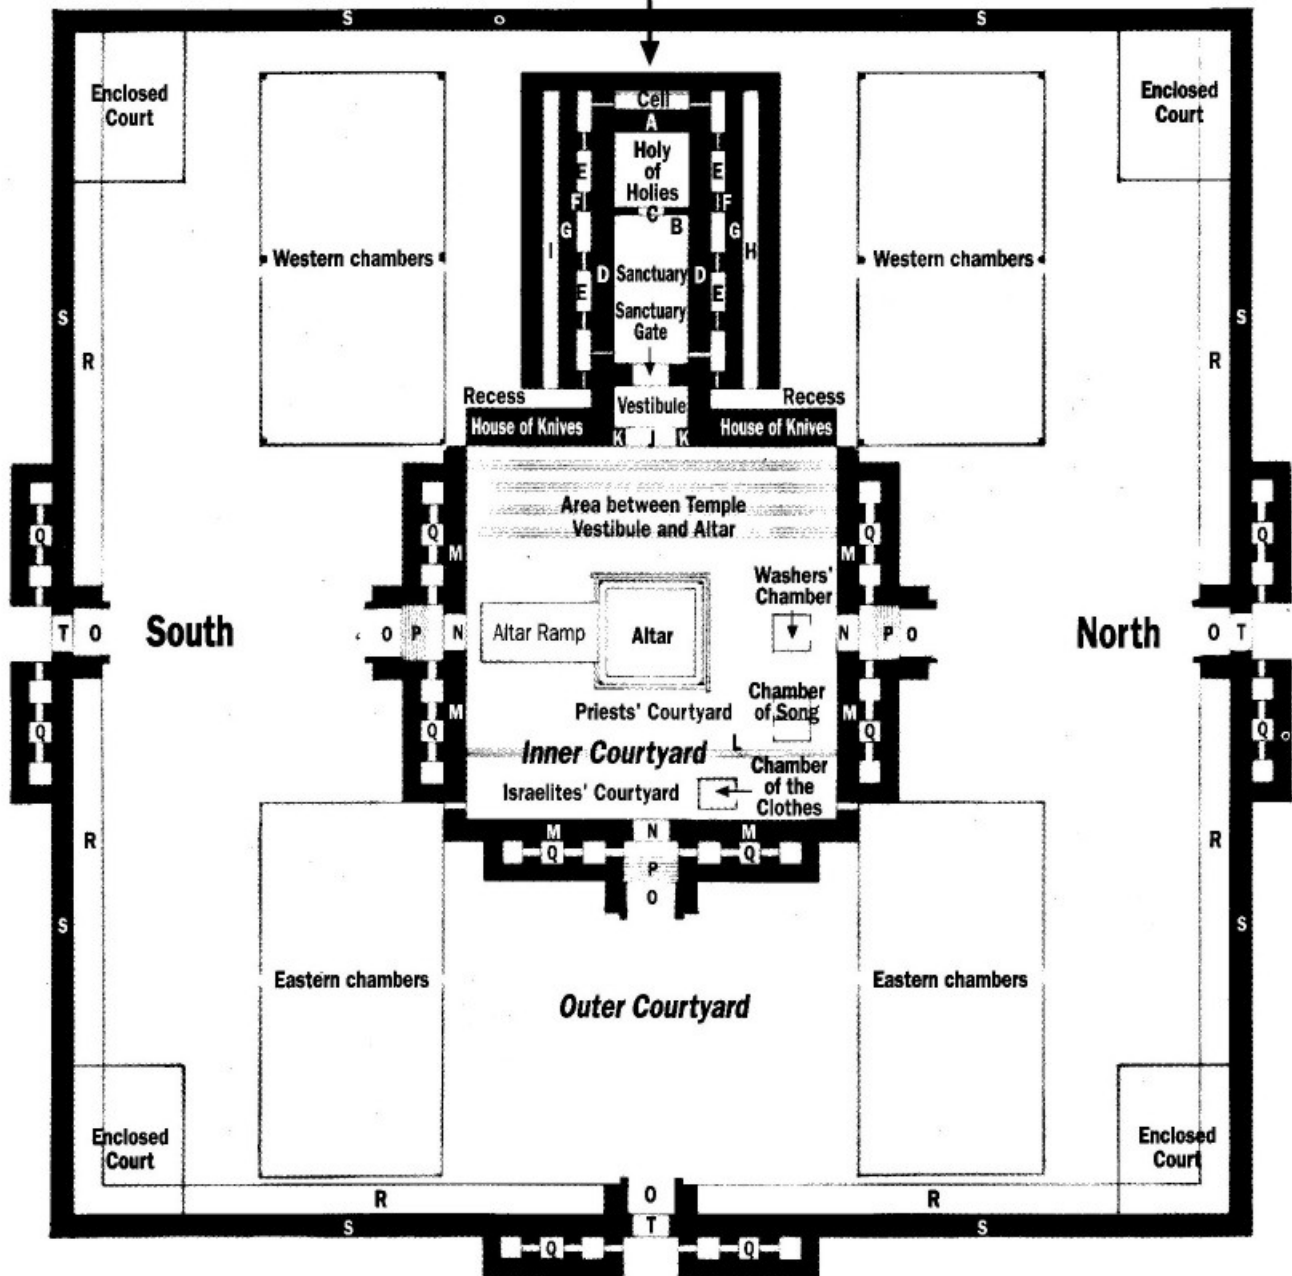 S S
Enclosed
Court
Cell
A
Enclosed
Court
Holy
of
Holies
E E
F F
C
B
G G
Western chambers
I H
Western chambers
D Sanctuary D
E E
Sanctuary
Gate
S S
R R
Recess Recess
Vestibule
House of Knives House of Knives
K J K
Area between Temple
Vestibule and Altar
Q Q Q Q
M M
Washers'
Chamber
T O South O P N Altar Ramp Altar N P O North O T
Chamber
of Song
Priests' Courtyard
M M
Q Q Q Q
L
Inner Courtyard
Chamber
of the
Clothes
Israelites' Courtyard
M N M
R R
Q Q
P
O
S S
Eastern chambers Eastern chambers
Outer Courtyard
Enclosed
Court
Enclosed
Court
R O R
S T S
Q Q